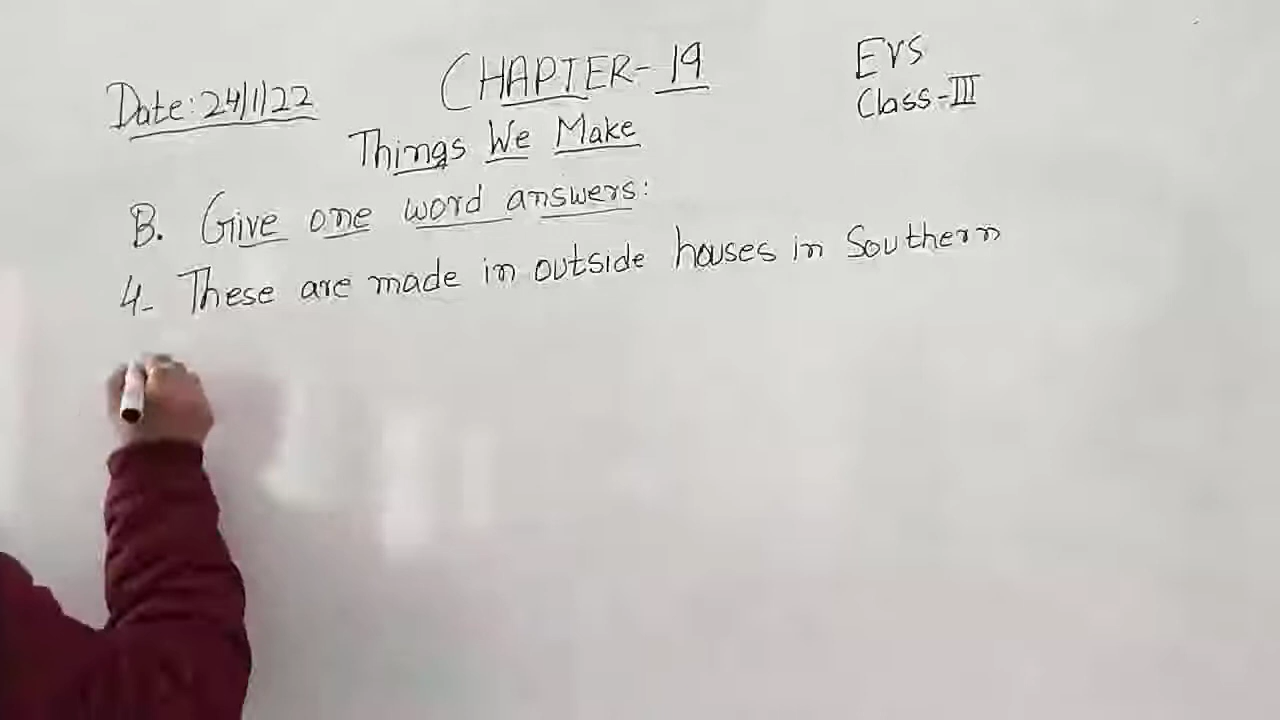 Date: 24/1/22
CHAPTER-19
EVS
Class-III
Things We Make
B. Give one word answers:
4- These are made in outside houses in Southern